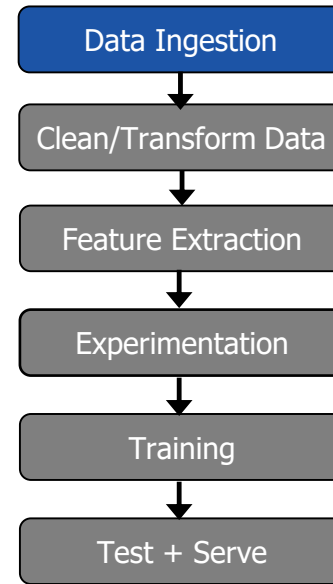 Data Ingestion
Clean/Transform Data
Feature Extraction
Experimentation
Training
Test + Serve